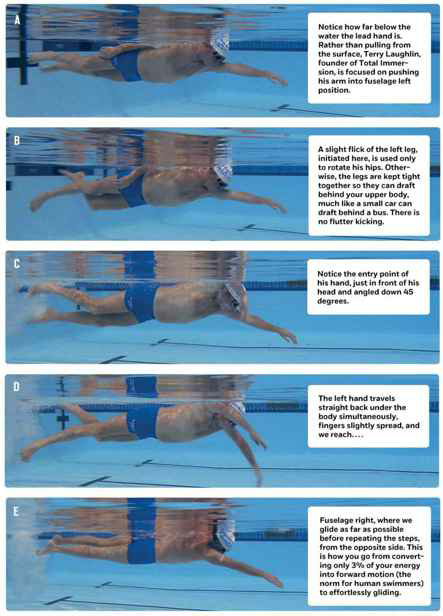 A
Notice how far below the
water the lead hand is.
Rather than pulling from
the surface, Terry Laughlin,
founder of Total Immer-
sion, is focused on pushing
his arm into fuselage left
position.
B
A slight flick of the left leg,
initiated here, is used only
to rotate his hips. Other-
wise, the legs are kept tight
together so they can draft
behind your upper body,
much like a small car can
draft behind a bus. There is
no flutter kicking.
C
Notice the entry point of
his hand, just in front of his
head and angled down 45
degrees.
D
The left hand travels
straight back under the
body simultaneously,
fingers slightly spread, and
we reach....
E
Fuselage right, where we
glide as far as possible
before repeating the steps,
from the opposite side. This
is how you go from convert-
ing only 3% of your energy
into forward motion (the
norm for human swimmers)
to effortlessly gliding.